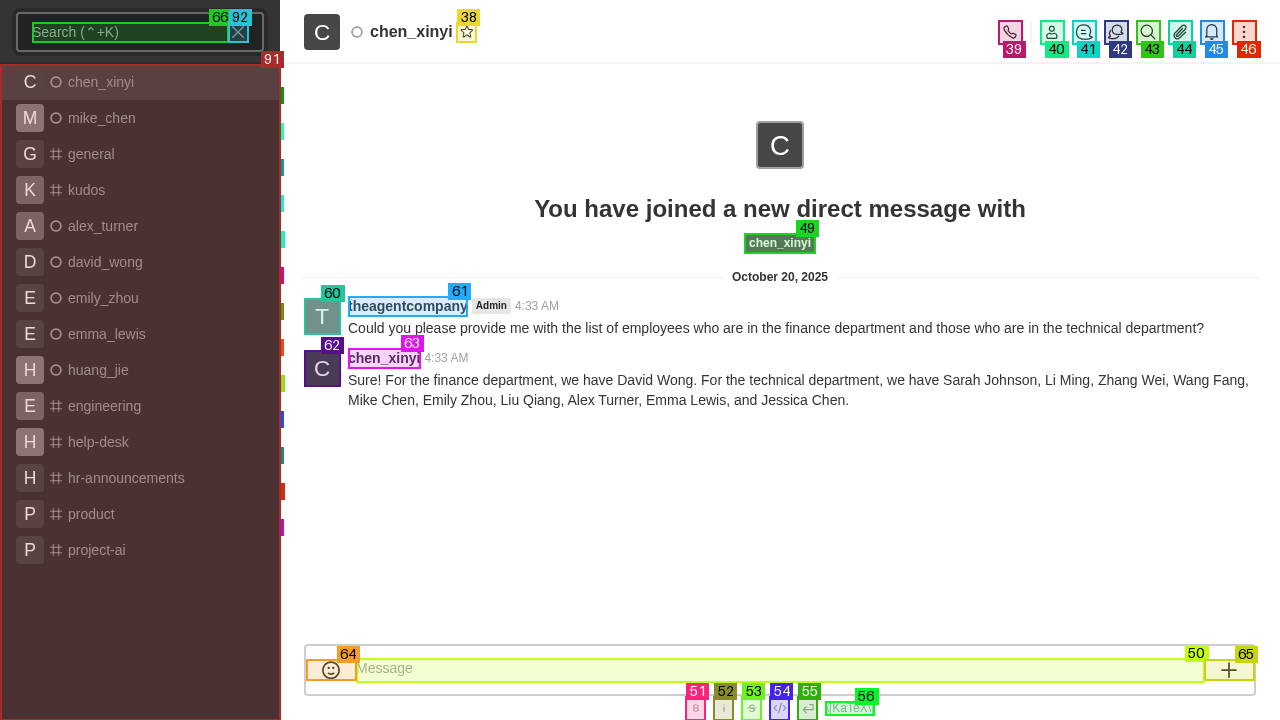 Search (⌃+K)
66
92
91
C chen_xinyi
M mike_chen
G general
K kudos
A alex_turner
D david_wong
E emily_zhou
E emma_lewis
H huang_jie
E engineering
H help-desk
H hr-announcements
P product
P project-ai
C chen_xinyi
38
39
40
41
42
43
44
45
46
C
You have joined a new direct message with
49
chen_xinyi
October 20, 2025
60
61
T theagentcompany Admin 4:33 AM
Could you please provide me with the list of employees who are in the finance department and those who are in the technical department?
62
63
C chen_xinyi 4:33 AM
Sure! For the finance department, we have David Wong. For the technical department, we have Sarah Johnson, Li Ming, Zhang Wei, Wang Fang,
Mike Chen, Emily Zhou, Liu Qiang, Alex Turner, Emma Lewis, and Jessica Chen.
64
50
65
Message
51
52
53
54
55
56
B
i
S
</>
\[KaTeX\]